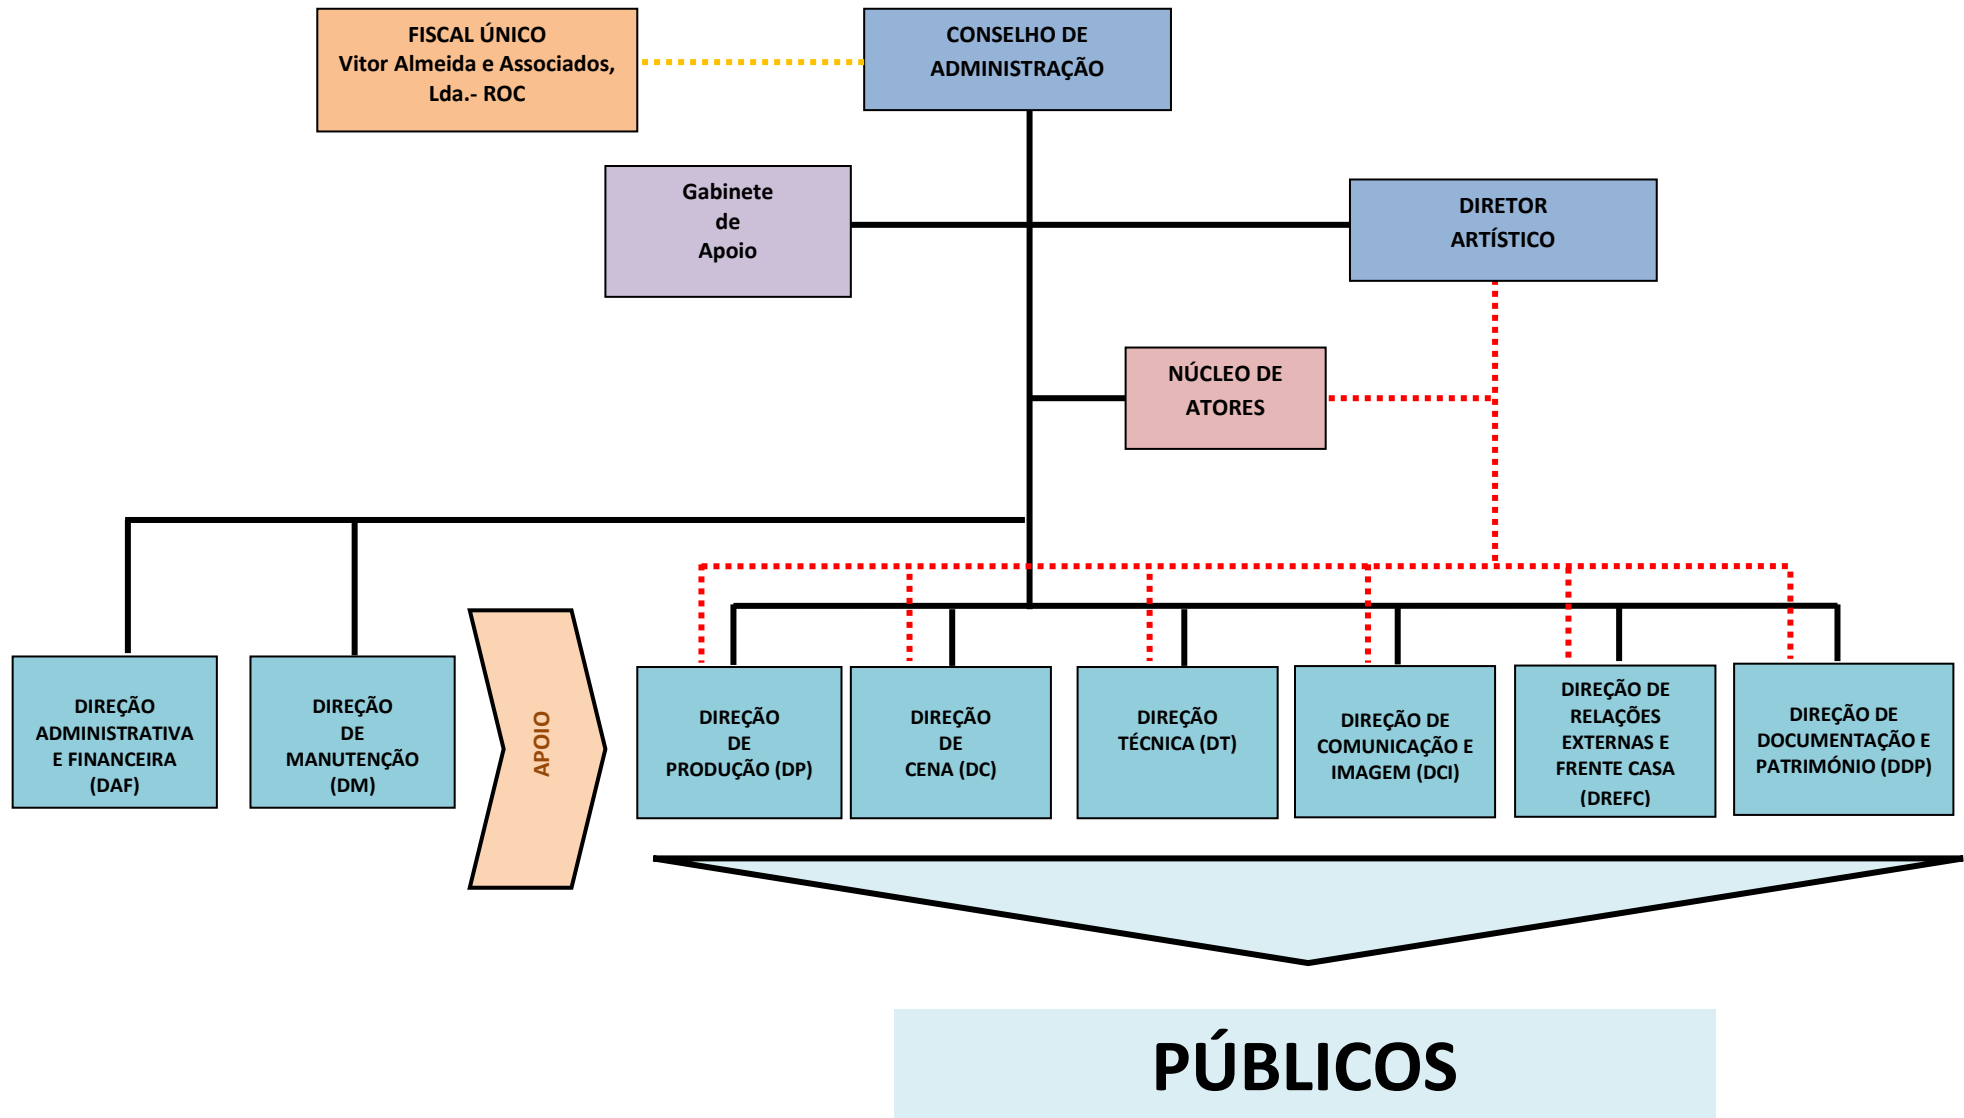 FISCAL ÚNICO
Vitor Almeida e Associados,
Lda.- ROC
CONSELHO DE
ADMINISTRAÇÃO
Gabinete
de
Apoio
DIRETOR
ARTÍSTICO
NÚCLEO DE
ATORES
DIREÇÃO
ADMINISTRATIVA
E FINANCEIRA
(DAF)
DIREÇÃO
DE
MANUTENÇÃO
(DM)
APOIO
DIREÇÃO
DE
PRODUÇÃO (DP)
DIREÇÃO
DE
CENA (DC)
DIREÇÃO
TÉCNICA (DT)
DIREÇÃO DE
COMUNICAÇÃO E
IMAGEM (DCI)
DIREÇÃO DE
RELAÇÕES
EXTERNAS E
FRENTE CASA
(DREFC)
DIREÇÃO DE
DOCUMENTAÇÃO E
PATRIMÓNIO (DDP)
PÚBLICOS